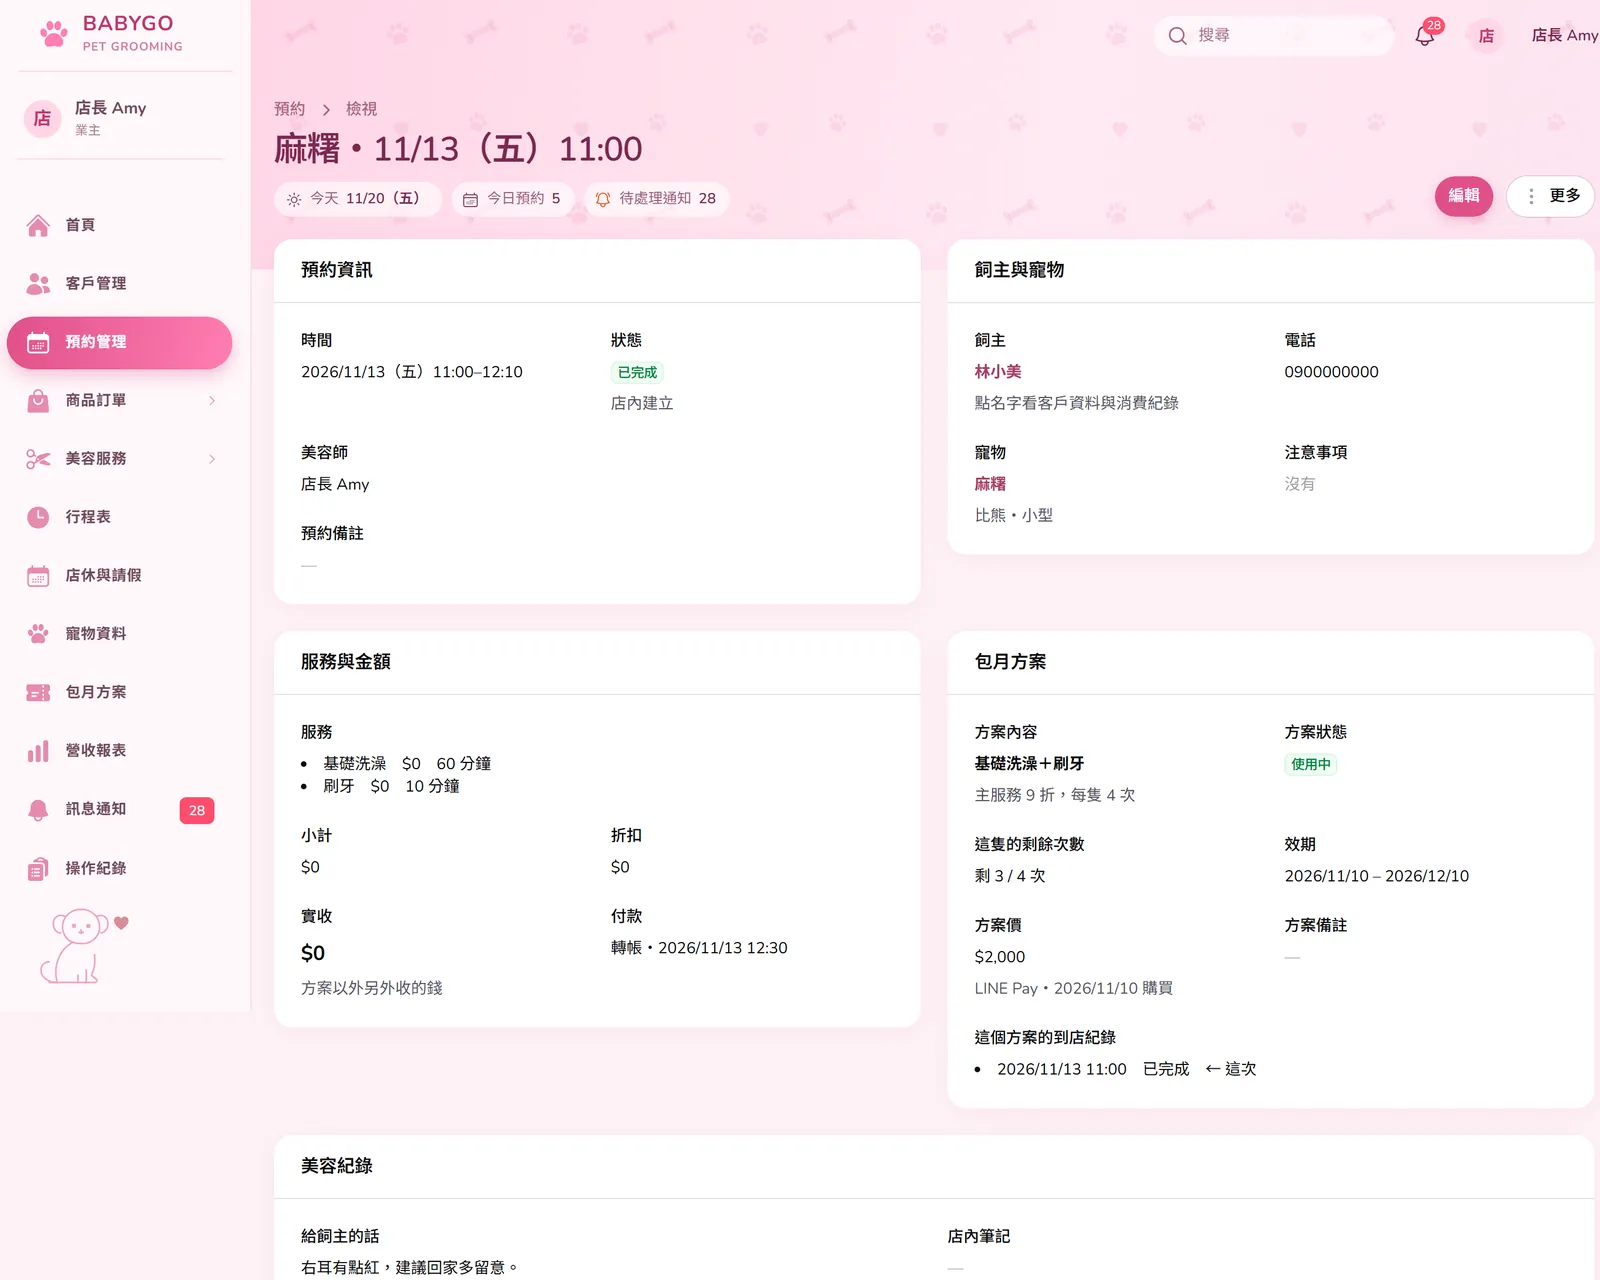 BABYGO
PET GROOMING
店
店長 Amy
業主
首頁
客戶管理
預約管理
商品訂單
美容服務
行程表
店休與請假
寵物資料
包月方案
營收報表
訊息通知 28
操作紀錄
搜尋
28
店
店長 Amy
預約 > 檢視
麻糬・11/13（五）11:00
今天 11/20（五）
今日預約 5
待處理通知 28
編輯
更多
預約資訊
時間
2026/11/13（五）11:00–12:10
狀態
已完成
店內建立
美容師
店長 Amy
預約備註
—
飼主與寵物
飼主
林小美
點名字看客戶資料與消費紀錄
電話
0900000000
寵物
麻糬
比熊・小型
注意事項
沒有
服務與金額
服務
• 基礎洗澡 $0 60 分鐘
• 刷牙 $0 10 分鐘
小計
$0
折扣
$0
實收
$0
方案以外另外收的錢
付款
轉帳・2026/11/13 12:30
包月方案
方案內容
基礎洗澡＋刷牙
主服務 9 折，每隻 4 次
方案狀態
使用中
這隻的剩餘次數
剩 3 / 4 次
效期
2026/11/10 – 2026/12/10
方案價
$2,000
LINE Pay・2026/11/10 購買
方案備註
—
這個方案的到店紀錄
• 2026/11/13 11:00 已完成 ← 這次
美容紀錄
給飼主的話
右耳有點紅，建議回家多留意。
店內筆記
—